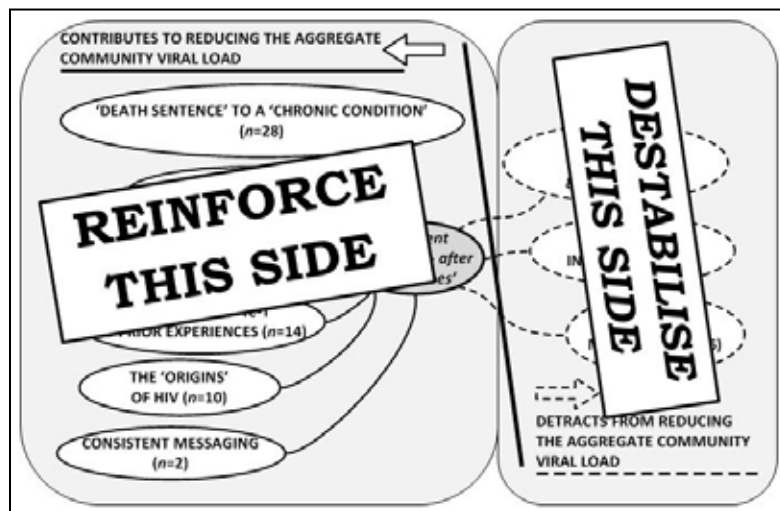 CONTRIBUTES TO REDUCING THE AGGREGATE
COMMUNITY VIRAL LOAD
'DEATH SENTENCE' TO A 'CHRONIC CONDITION'
(n=28)
REINFORCE
THIS SIDE
after
PRIOR EXPERIENCES (n=14)
THE 'ORIGINS'
OF HIV (n=10)
CONSISTENT MESSAGING
(n=2)
DESTABILISE
THIS SIDE
IN
DETRACTS FROM REDUCING
THE AGGREGATE COMMUNITY
VIRAL LOAD